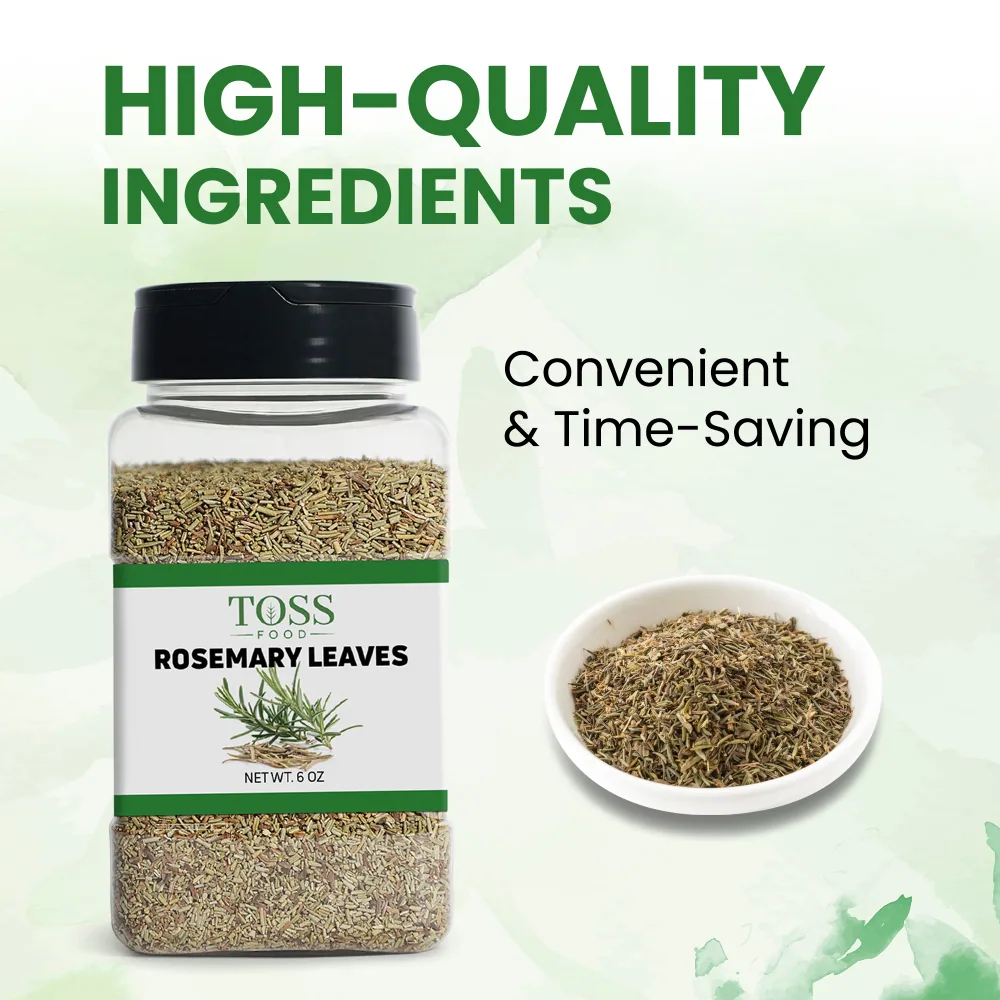 HIGH-QUALITY
INGREDIENTS
Convenient
& Time-Saving
TOSS
FOOD
ROSEMARY LEAVES
NET WT. 6 OZ